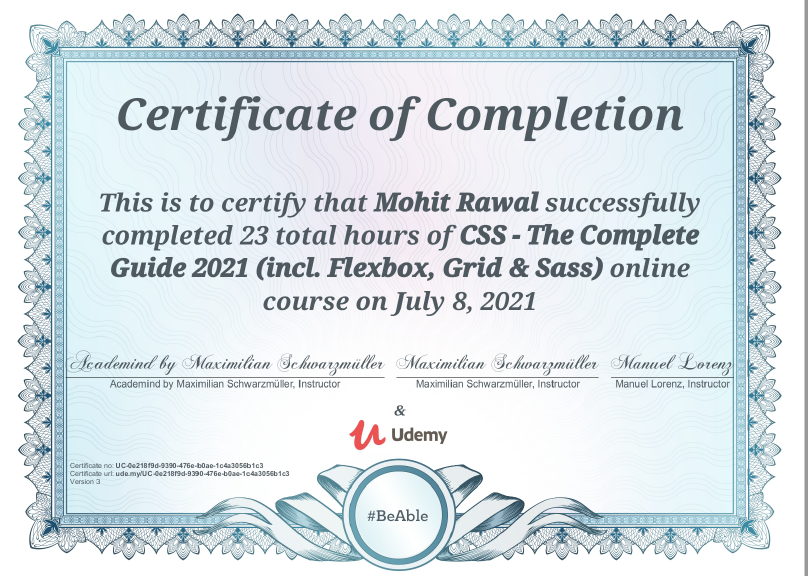 Certificate of Completion
This is to certify that Mohit Rawal successfully
completed 23 total hours of CSS - The Complete
Guide 2021 (incl. Flexbox, Grid & Sass) online
course on July 8, 2021
Academind by Maximilian Schwarzmüller Maximilian Schwarzmüller Manuel Lorenz
Academind by Maximilian Schwarzmüller, Instructor Maximilian Schwarzmüller, Instructor Manuel Lorenz, Instructor
&
Udemy
Certificate no: UC-0e218f9d-9390-476e-b0ae-1c4a3056b1c3
Certificate url: ude.my/UC-0e218f9d-9390-476e-b0ae-1c4a3056b1c3
Version 3
#BeAble